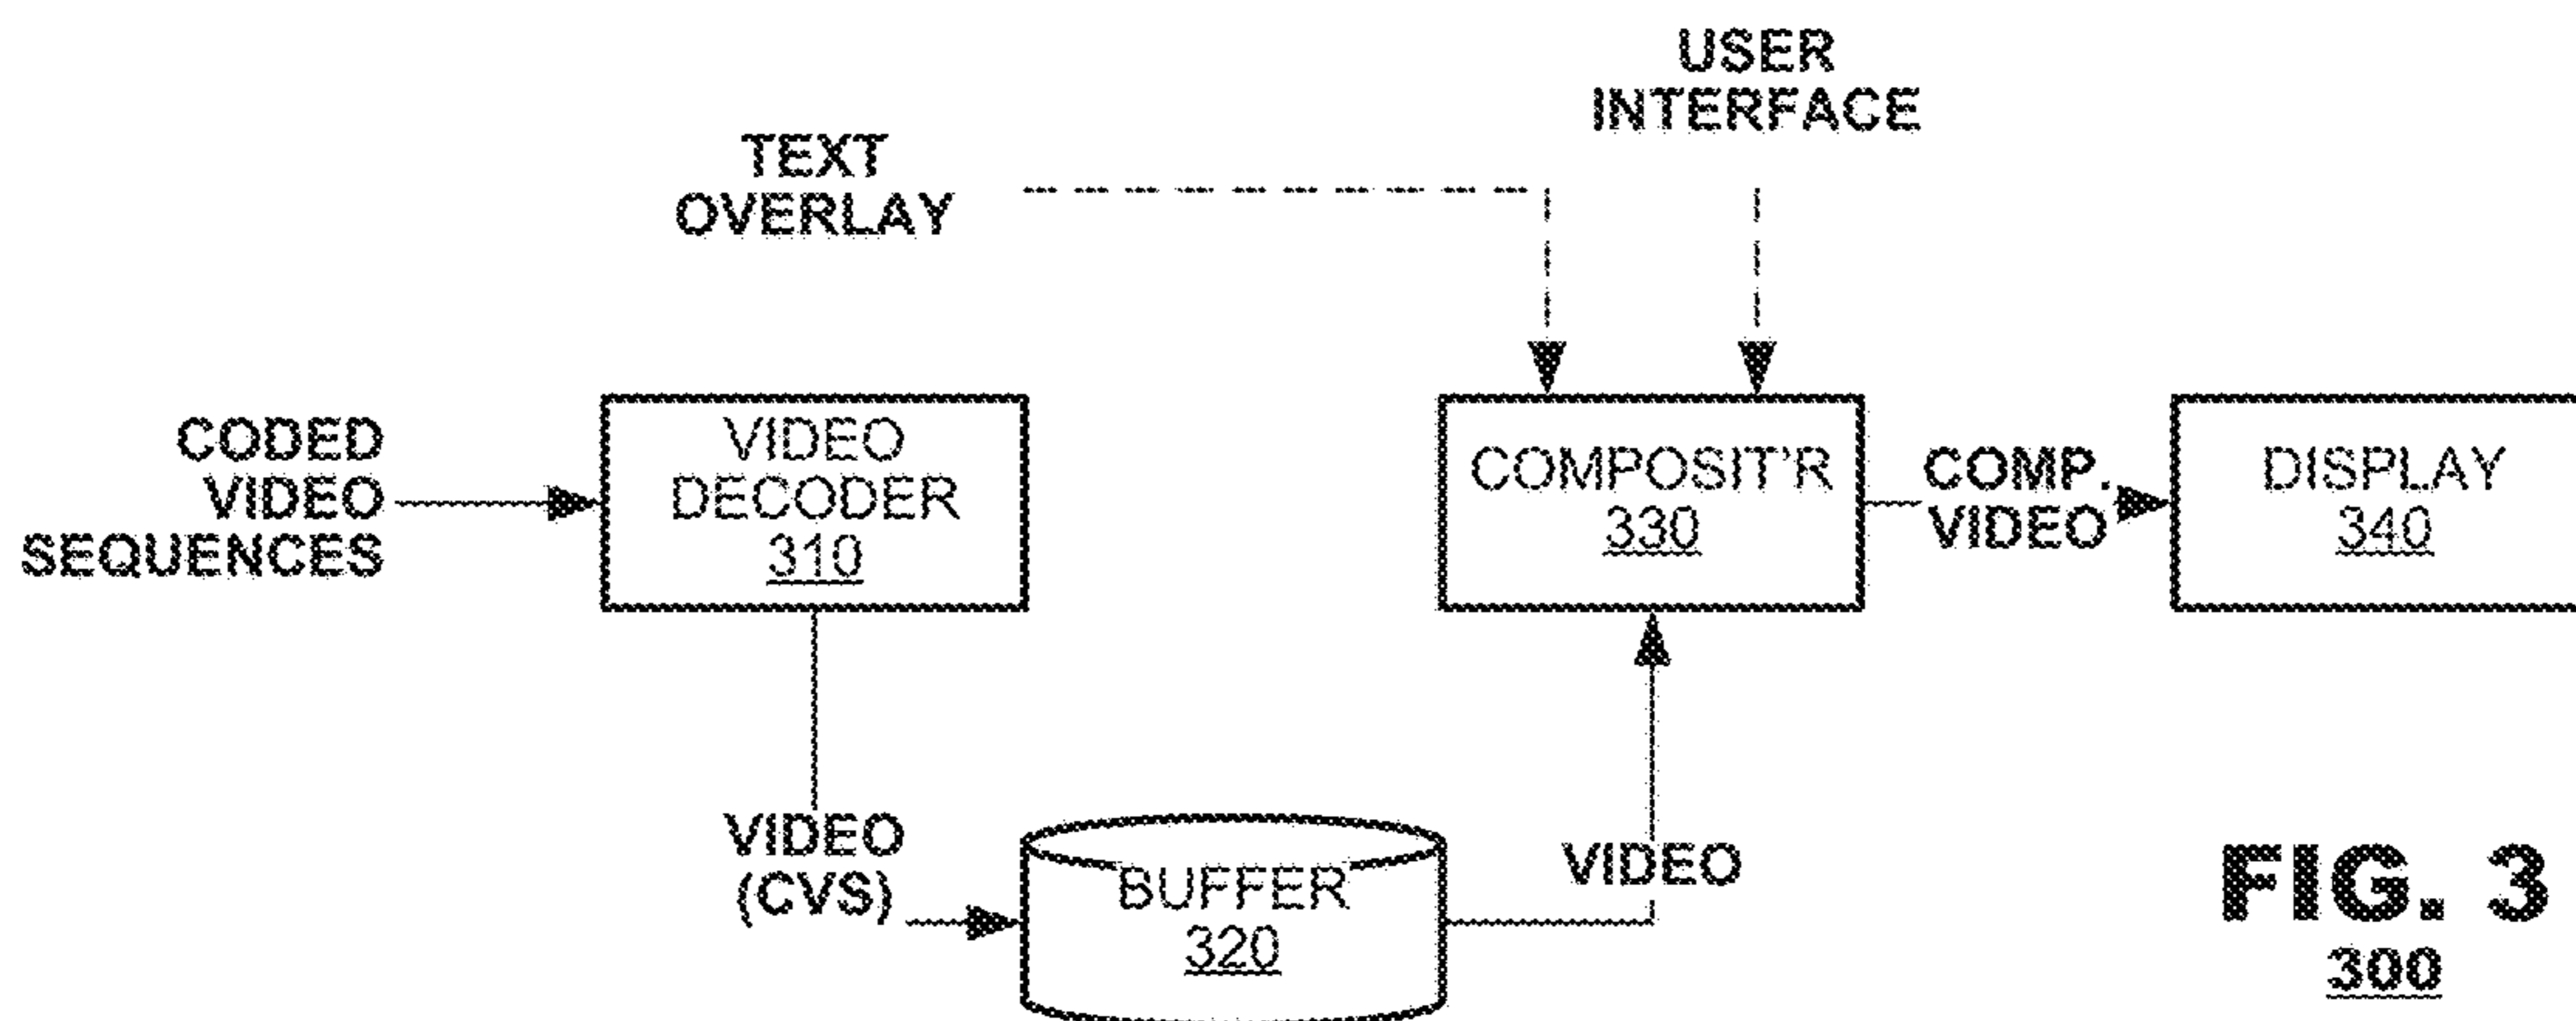 USER
INTERFACE
TEXT
OVERLAY
CODED
VIDEO
SEQUENCES
VIDEO
DECODER
310
COMPOSIT'R
330
COMP.
VIDEO
DISPLAY
340
VIDEO
(CVS)
BUFFER
320
VIDEO
FIG. 3
300